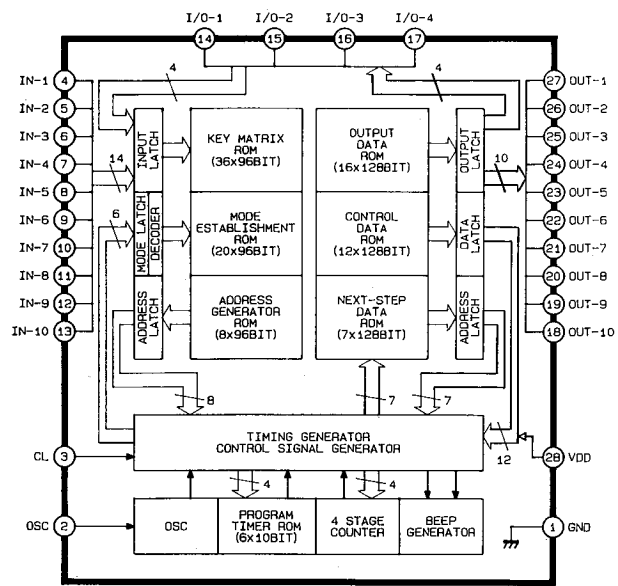 I/O-1 I/O-2 I/O-3 I/O-4
14 15 16 17
4 4
IN-1 4
IN-2 5
IN-3 6
IN-4 7
IN-5 8
IN-6 9
IN-7 10
IN-8 11
IN-9 12
IN-10 13
14
6
INPUT
LATCH
MODE LATCH
DECODER
ADDRESS
LATCH
KEY MATRIX
ROM
(36x96BIT)
MODE
ESTABLISHMENT
ROM
(20x96BIT)
ADDRESS
GENERATOR
ROM
(8x96BIT)
OUTPUT
DATA
ROM
(16x128BIT)
CONTROL
DATA
ROM
(12x128BIT)
NEXT-STEP
DATA
ROM
(7x128BIT)
OUTPUT
LATCH
DATA
LATCH
ADDRESS
LATCH
10
27 OUT-1
26 OUT-2
25 OUT-3
24 OUT-4
23 OUT-5
22 OUT-6
21 OUT-7
20 OUT-8
19 OUT-9
18 OUT-10
8 7 7
TIMING GENERATOR
CONTROL SIGNAL GENERATOR
12
CL 3
28 VDD
4 4
OSC 2
OSC
PROGRAM
TIMER ROM
(6x10BIT)
4 STAGE
COUNTER
BEEP
GENERATOR
1 GND